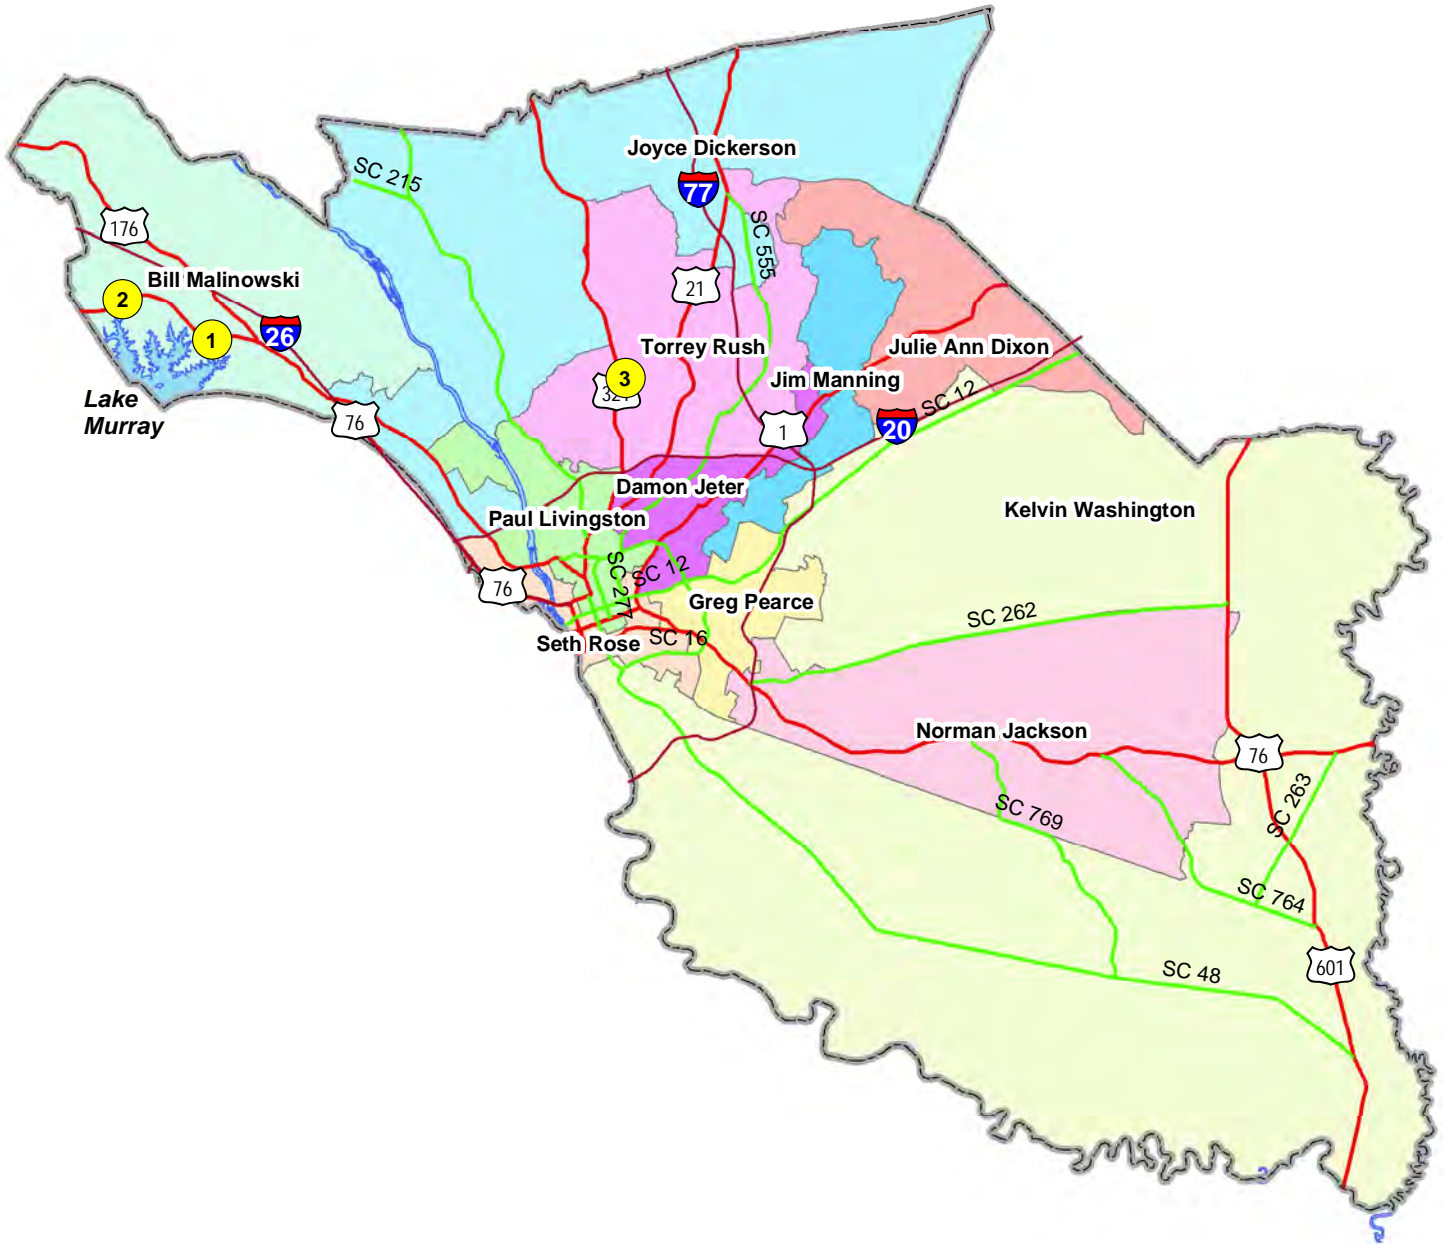 Joyce Dickerson
SC 215
77
176
SC 555
Bill Malinowski
2
21
1
26
Torrey Rush
Julie Ann Dixon
3
Jim Manning
Lake
Murray
SC 12
76
1
20
Damon Jeter
Kelvin Washington
Paul Livingston
SC 277
SC 12
76
Greg Pearce
SC 262
Seth Rose
SC 16
Norman Jackson
76
SC 263
SC 769
SC 764
601
SC 48